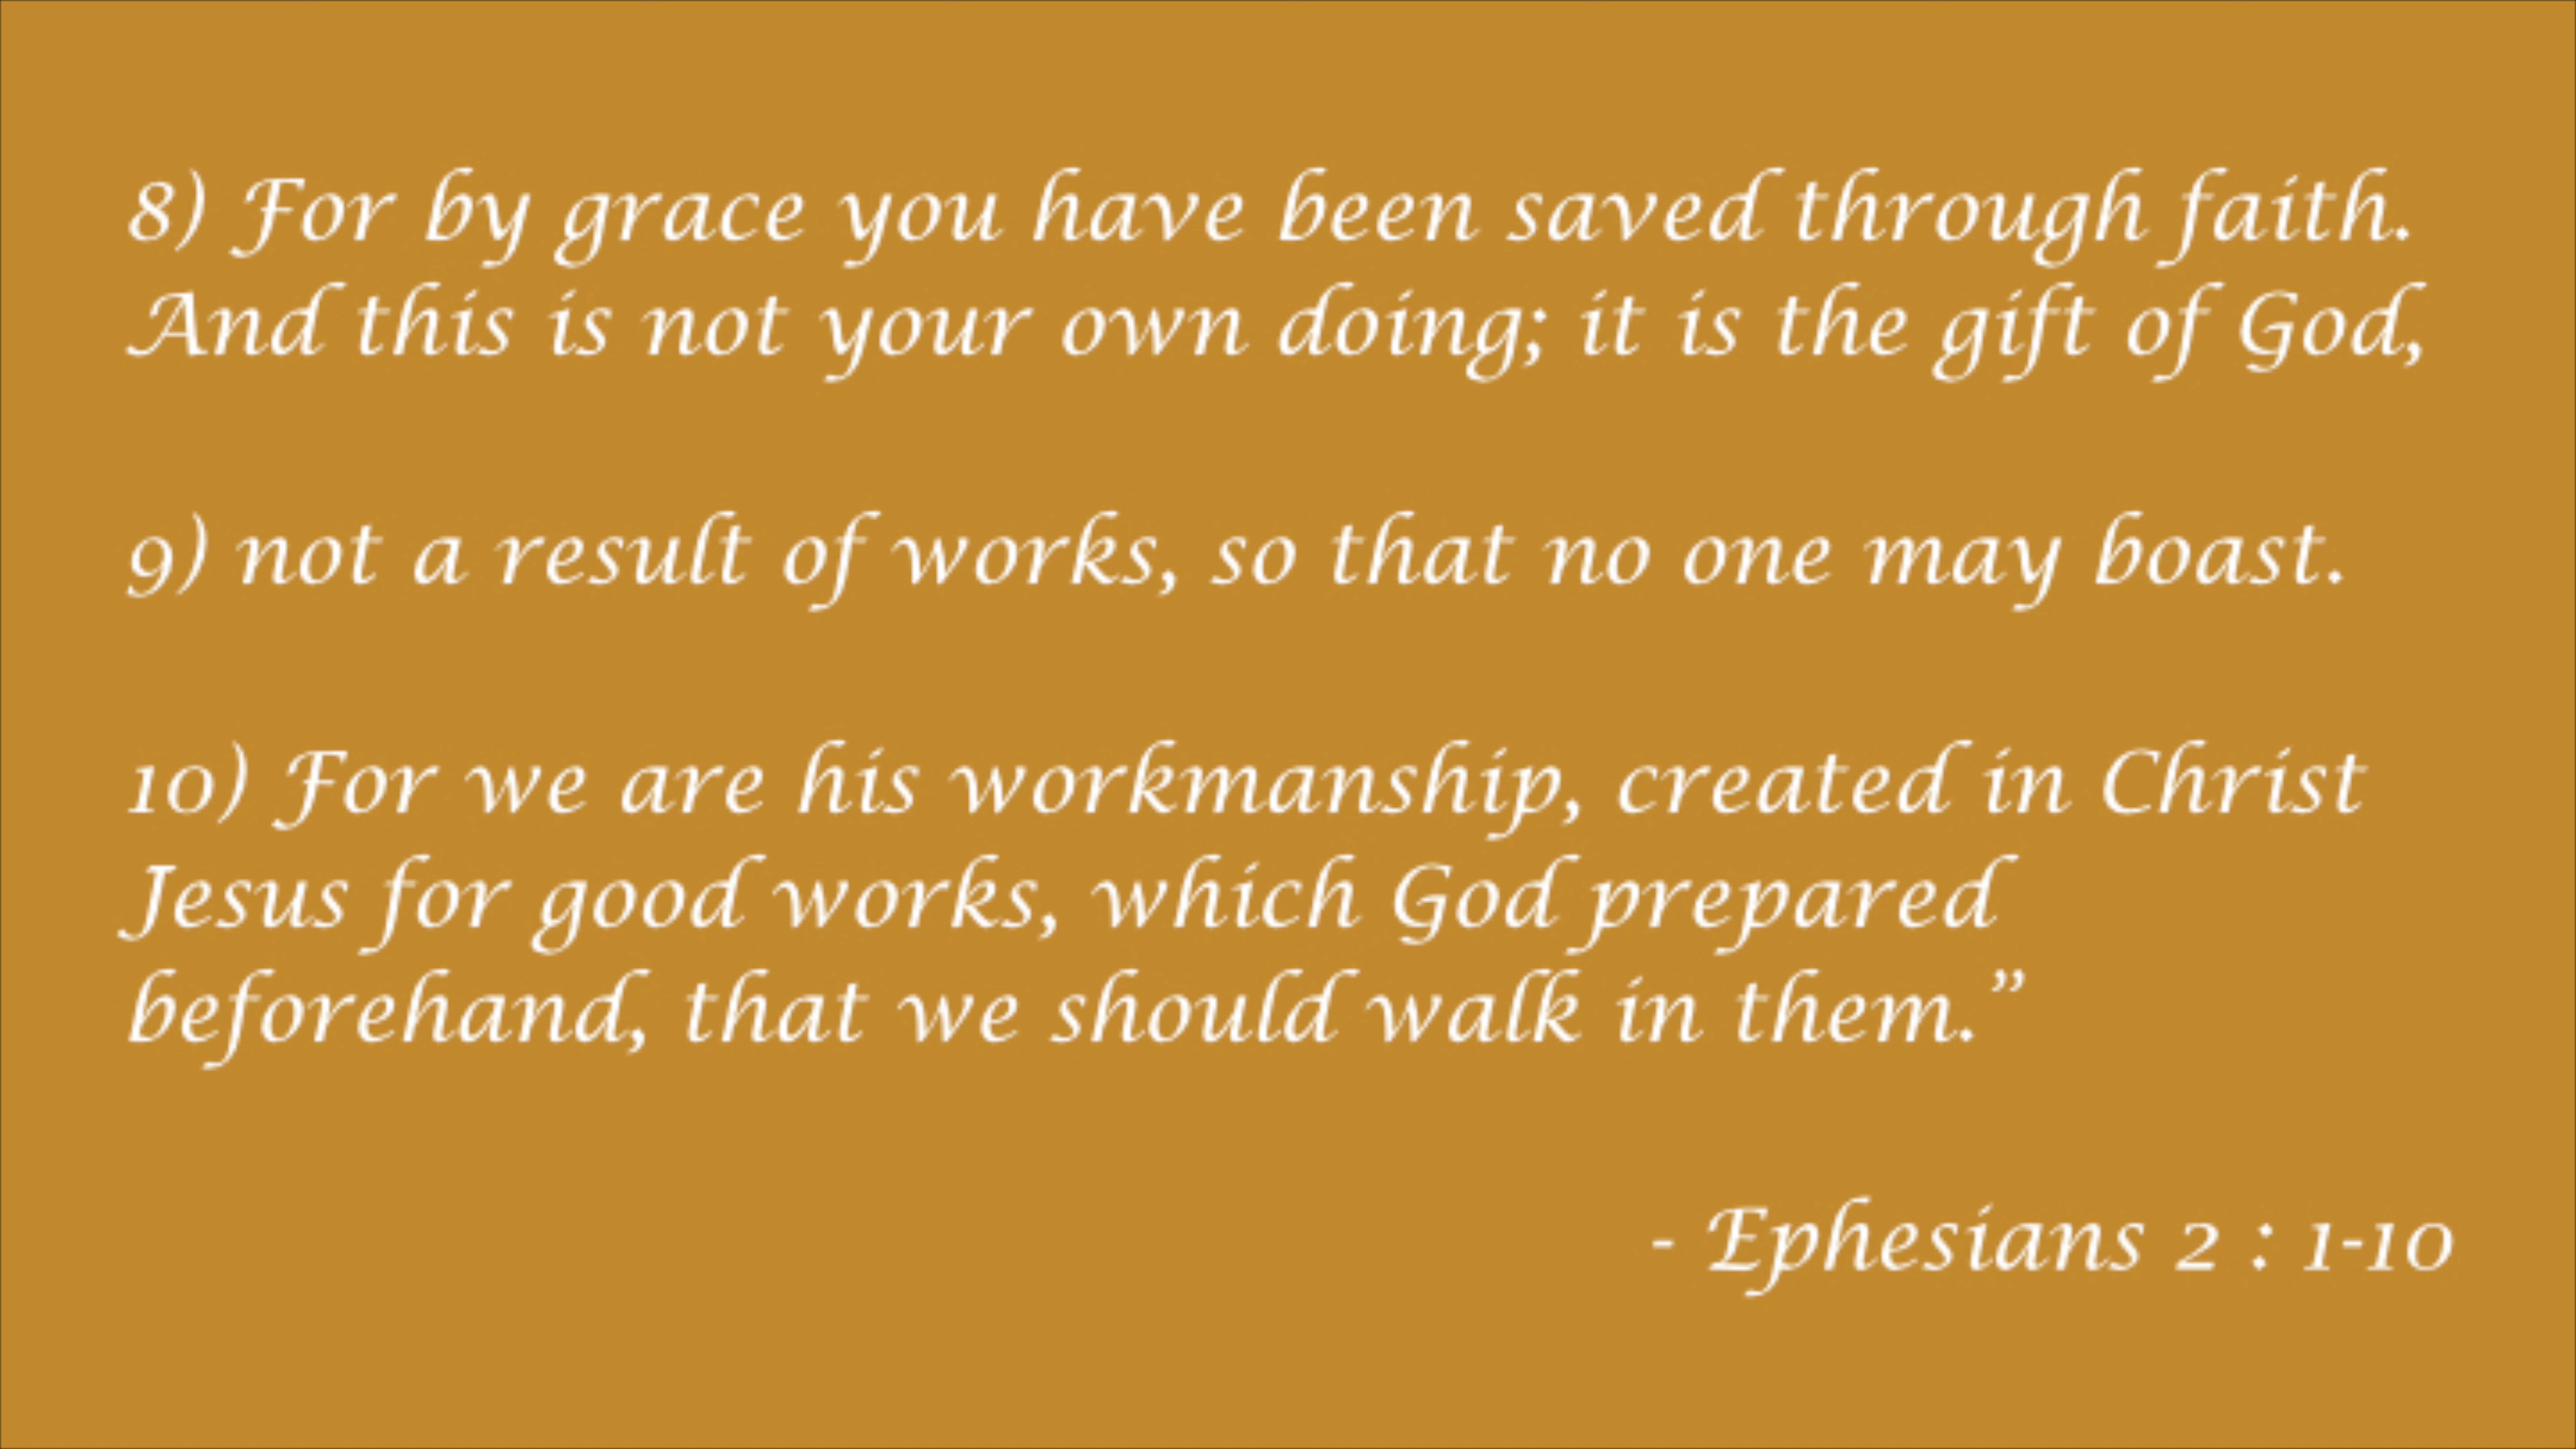 8) For by grace you have been saved through faith.
And this is not your own doing; it is the gift of God,
9) not a result of works, so that no one may boast.
10) For we are his workmanship, created in Christ
Jesus for good works, which God prepared
beforehand, that we should walk in them.”
- Ephesians 2 : 1-10